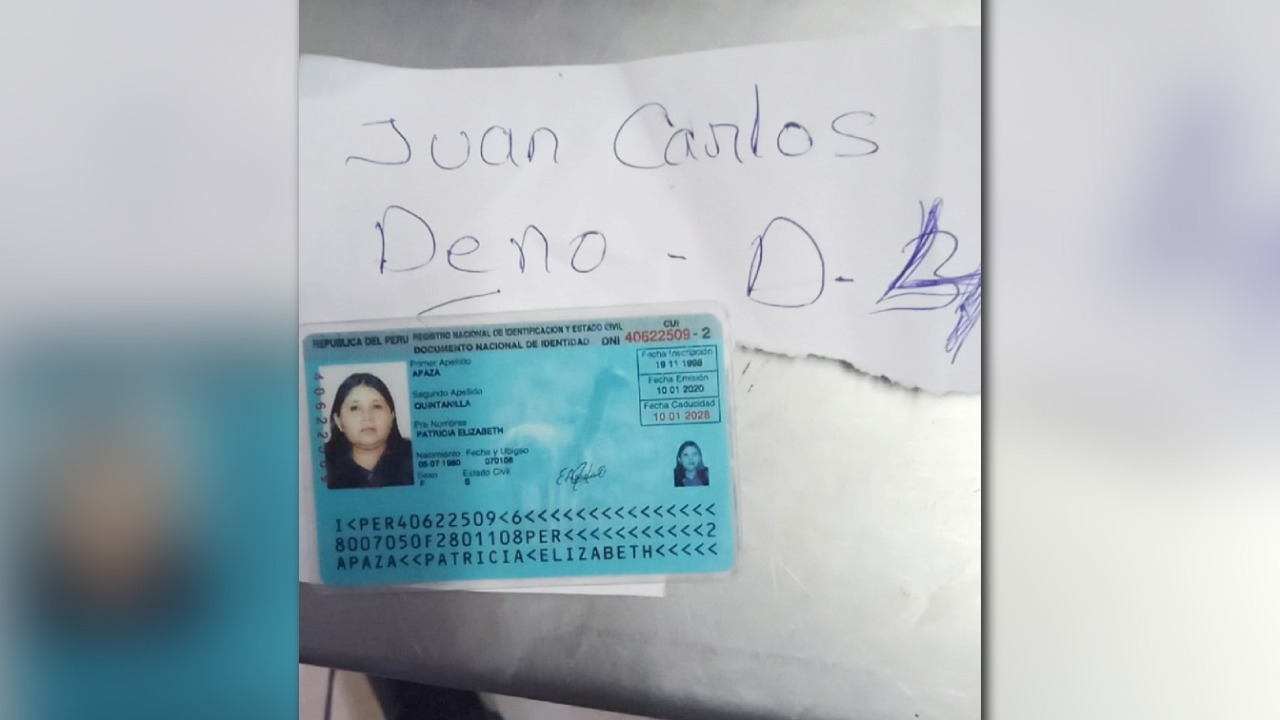 Juan Carlos
Deno - D-
REPUBLICA DEL PERU REGISTRO NACIONAL DE IDENTIFICACION Y ESTADO CIVIL
DOCUMENTO NACIONAL DE IDENTIDAD DNI
CUI
40622509 - 2
Primer Apellido
APAZA
Segundo Apellido
QUINTANILLA
Pre Nombres
PATRICIA ELIZABETH
Nacimiento: Fecha y Ubigeo
05 07 1980 070106
Sexo Estado Civil
F S
Fecha Inscripción
19 11 1998
Fecha Emisión
10 01 2020
Fecha Caducidad
10 01 2028
I<PER40622509<6<<<<<<<<<<<<<<<
8007050F2801108PER<<<<<<<<<<<2
APAZA<<PATRICIA<ELIZABETH<<<<<